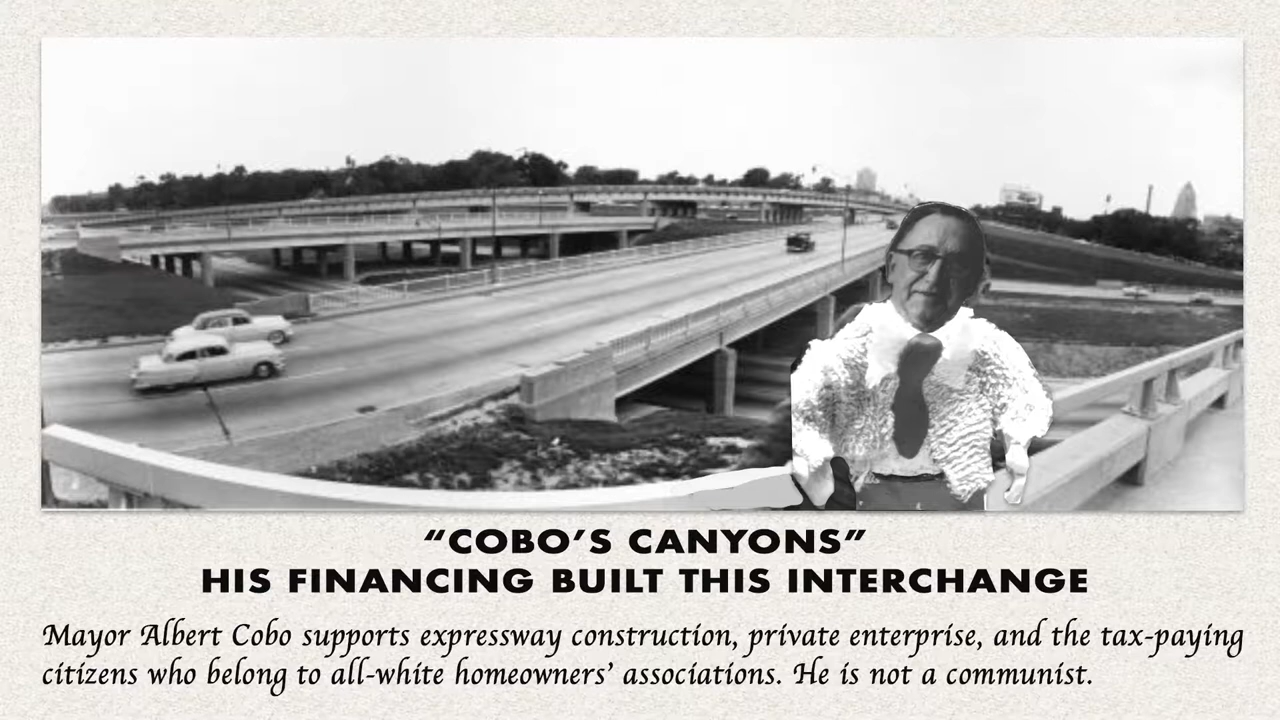 “COBO’S CANYONS”
HIS FINANCING BUILT THIS INTERCHANGE
Mayor Albert Cobo supports expressway construction, private enterprise, and the tax-paying
citizens who belong to all-white homeowners’ associations. He is not a communist.